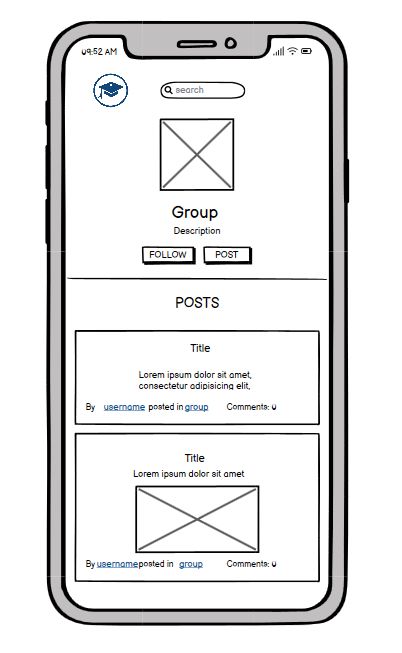 09:52 AM
search
Group
Description
FOLLOW POST
POSTS
Title
Lorem ipsum dolor sit amet,
consectetur adipisicing elit,
By username posted in group Comments: 0
Title
Lorem ipsum dolor sit amet
By username posted in group Comments: 0